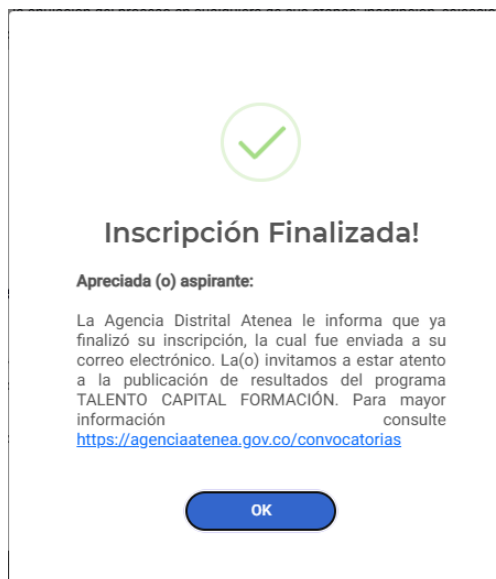 Inscripción Finalizada!
Apreciada (o) aspirante:
La Agencia Distrital Atenea le informa que ya
finalizó su inscripción, la cual fue enviada a su
correo electrónico. La(o) invitamos a estar atento
a la publicación de resultados del programa
TALENTO CAPITAL FORMACIÓN. Para mayor
información consulte
https://agenciaatenea.gov.co/convocatorias
OK